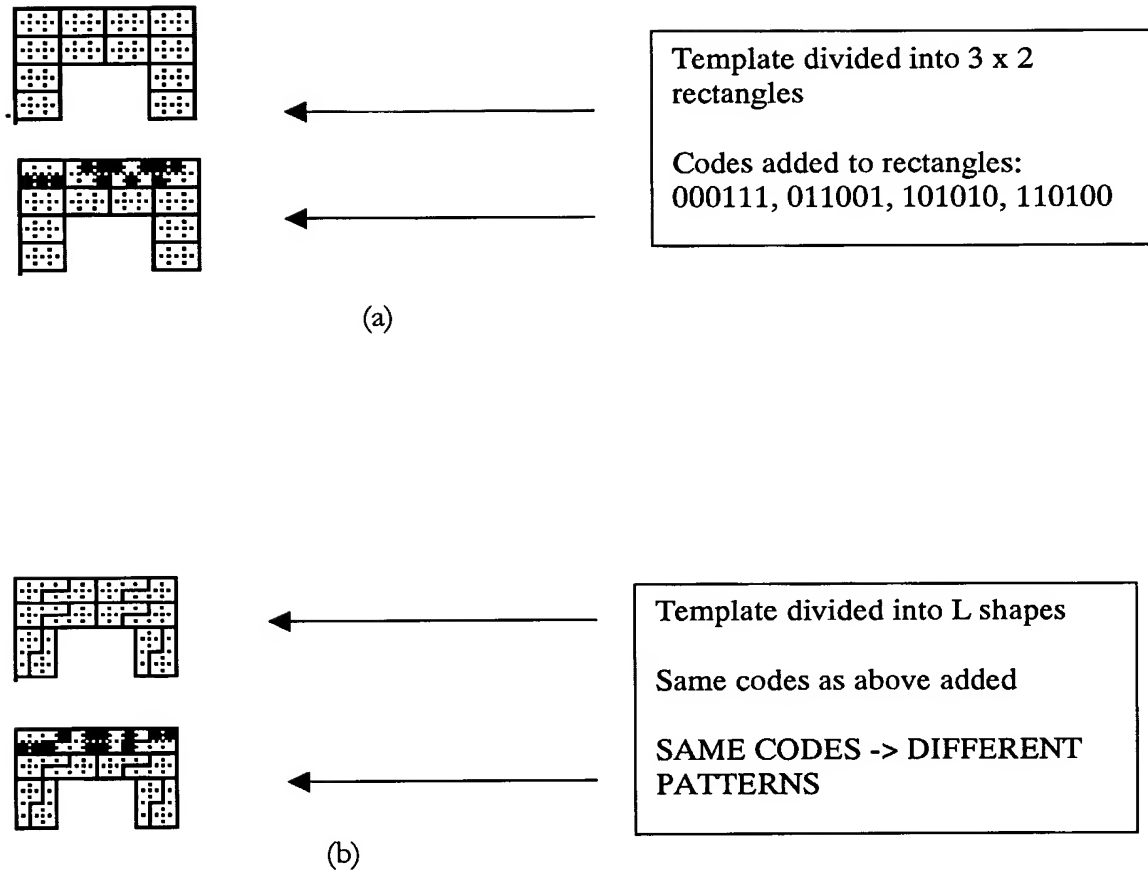 Template divided into 3 x 2
rectangles
Codes added to rectangles:
000111, 011001, 101010, 110100
(a)
Template divided into L shapes
Same codes as above added
SAME CODES -> DIFFERENT
PATTERNS
(b)